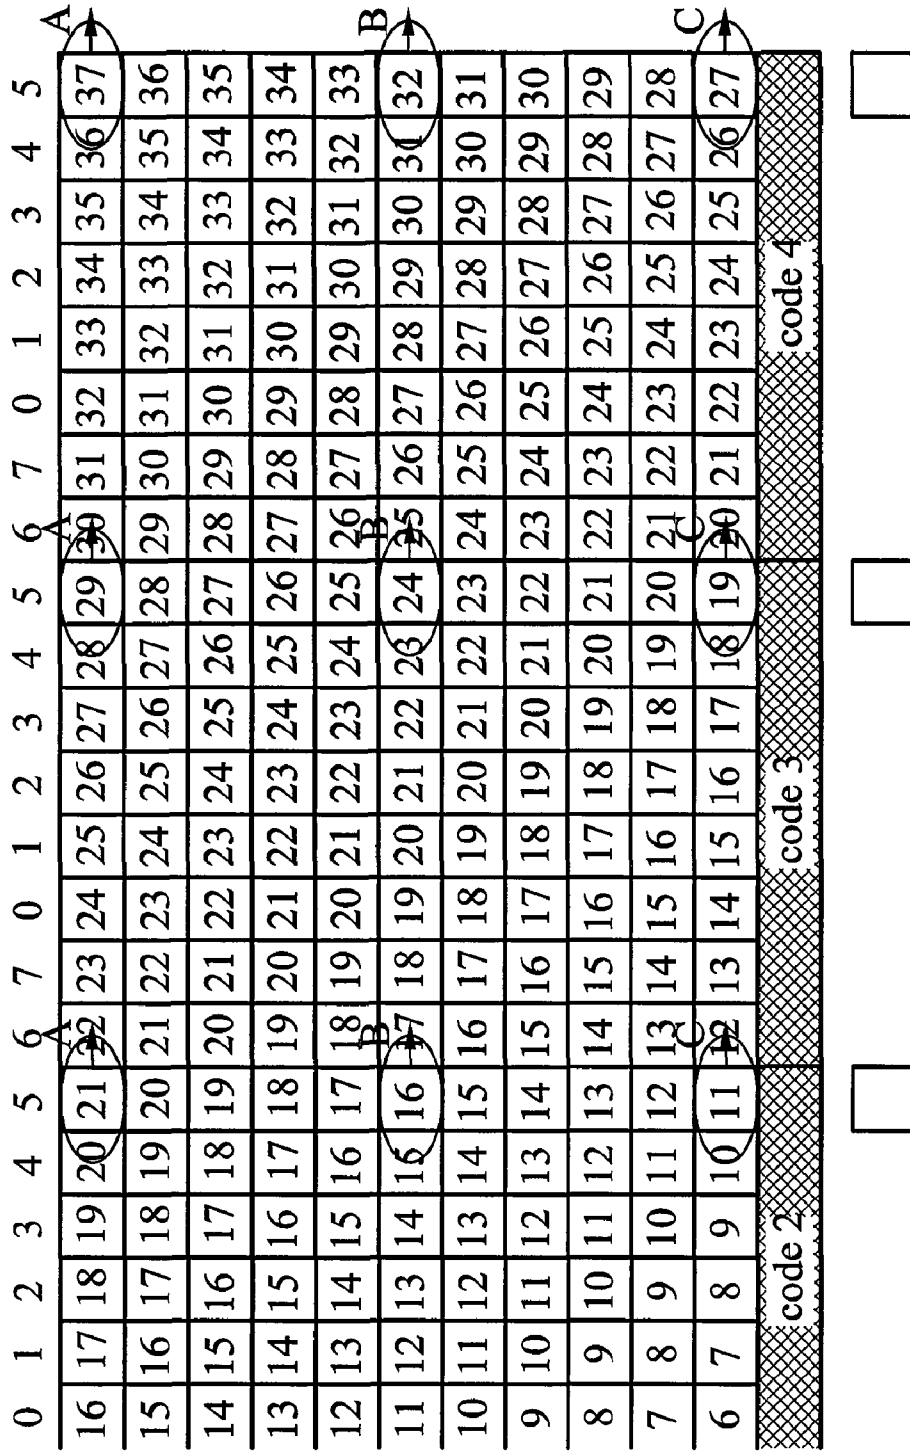 0 1 2 3 4 5 6 7 0 1 2 3 4 5 6 7 0 1 2 3 4 5
A A A
16 17 18 19 20 21 22 23 24 25 26 27 28 29 30 31 32 33 34 35 36 37
15 16 17 18 19 20 21 22 23 24 25 26 27 28 29 30 31 32 33 34 35 36
14 15 16 17 18 19 20 21 22 23 24 25 26 27 28 29 30 31 32 33 34 35
13 14 15 16 17 18 19 20 21 22 23 24 25 26 27 28 29 30 31 32 33 34
12 13 14 15 16 17 18 19 20 21 22 23 24 25 26 27 28 29 30 31 32 33
B B B
11 12 13 14 15 16 17 18 19 20 21 22 23 24 25 26 27 28 29 30 31 32
10 11 12 13 14 15 16 17 18 19 20 21 22 23 24 25 26 27 28 29 30 31
9 10 11 12 13 14 15 16 17 18 19 20 21 22 23 24 25 26 27 28 29 30
8 9 10 11 12 13 14 15 16 17 18 19 20 21 22 23 24 25 26 27 28 29
7 8 9 10 11 12 13 14 15 16 17 18 19 20 21 22 23 24 25 26 27 28
C C C
6 7 8 9 10 11 12 13 14 15 16 17 18 19 20 21 22 23 24 25 26 27
code 2 code 3 code 4